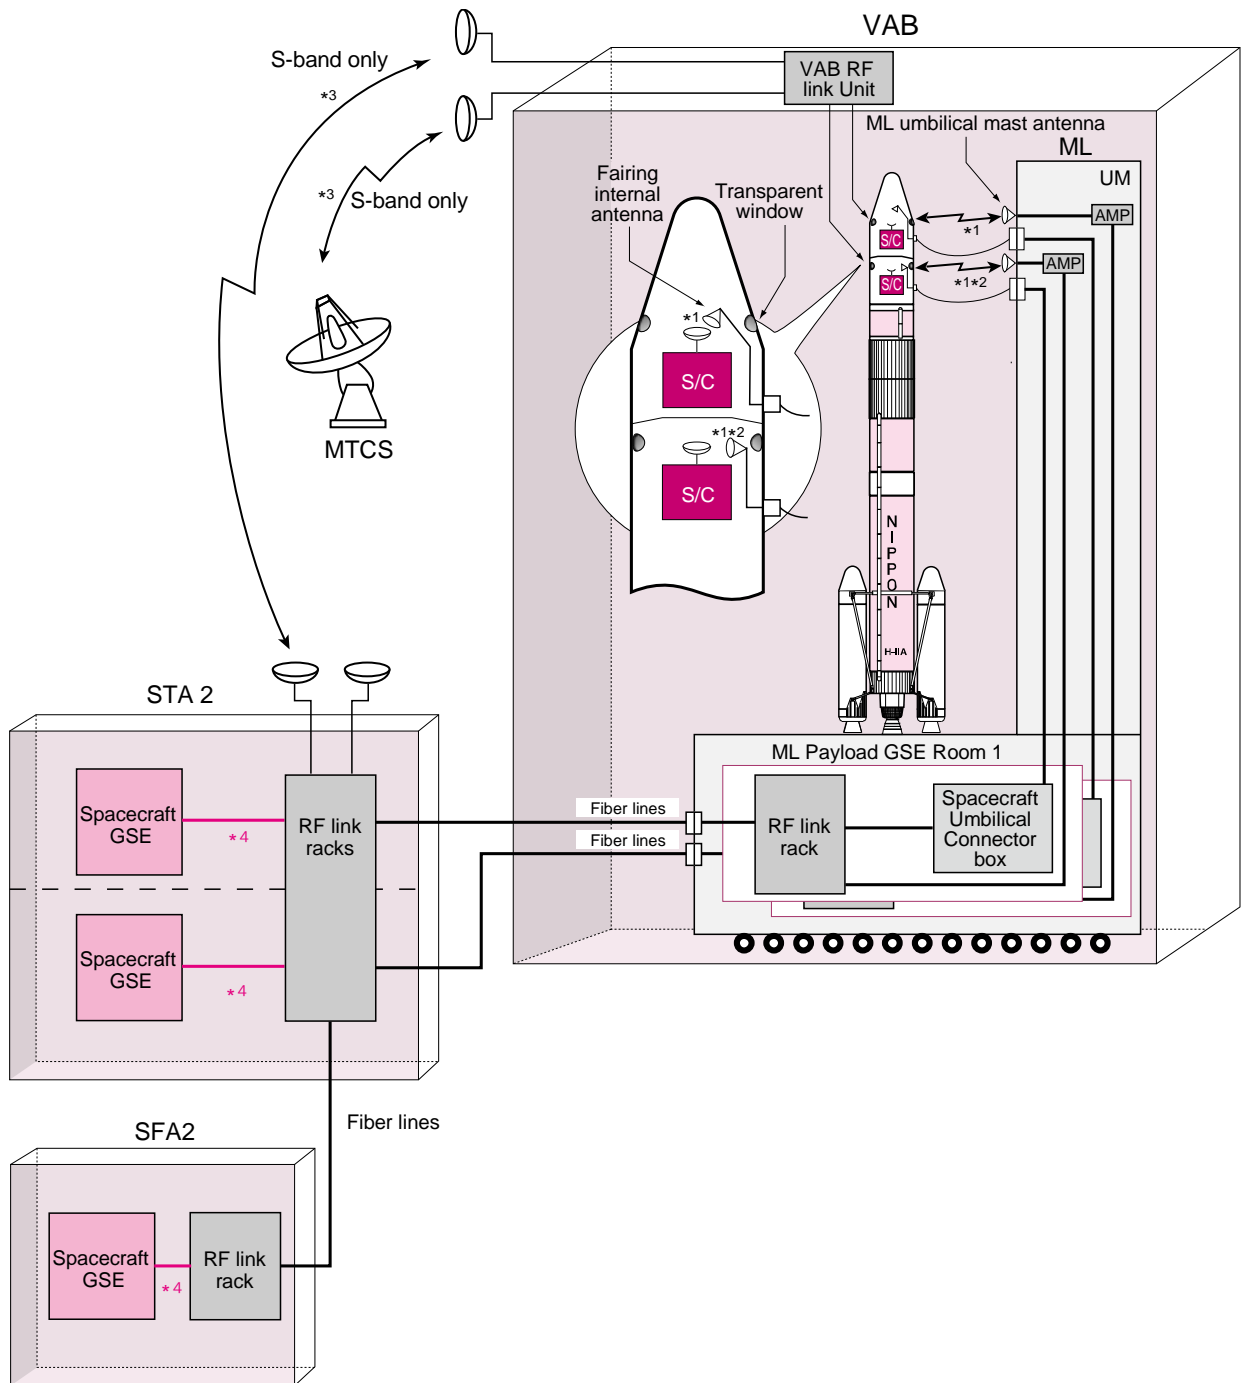 VAB
S-band only
*3
VAB RF
link Unit
ML umbilical mast antenna
ML
UM
*3
S-band only
Fairing
internal
antenna
Transparent
window
S/C
*1
AMP
S/C
*1*2
AMP
*1
S/C
*1*2
S/C
MTCS
NIPPON
H-IIA
STA 2
Spacecraft
GSE
*4
RF link
racks
Spacecraft
GSE
*4
Fiber lines
Fiber lines
ML Payload GSE Room 1
RF link
rack
Spacecraft
Umbilical
Connector
box
Fiber lines
SFA2
Spacecraft
GSE
*4
RF link
rack